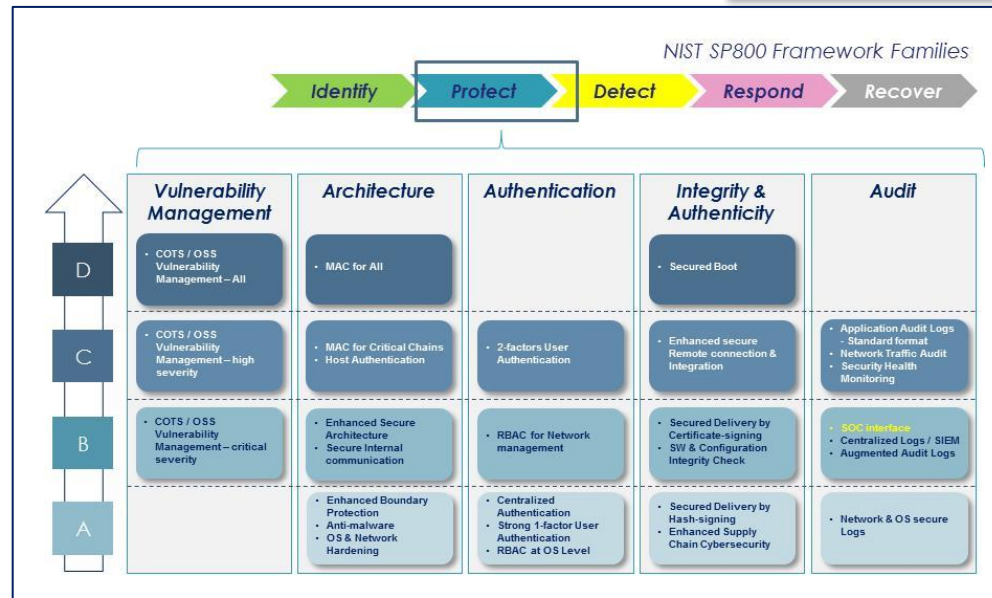 NIST SP800 Framework Families
Identify
Protect
Detect
Respond
Recover
Vulnerability
Management
Architecture
Authentication
Integrity &
Authenticity
Audit
D
• COTS / OSS
Vulnerability
Management – All
• MAC for All
• Secured Boot
C
• COTS / OSS
Vulnerability
Management – high
severity
• MAC for Critical Chains
• Host Authentication
• 2-factors User
Authentication
• Enhanced secure
Remote connection &
Integration
• Application Audit Logs
- Standard format
• Network Traffic Audit
• Security Health
Monitoring
B
• COTS / OSS
Vulnerability
Management – critical
severity
• Enhanced Secure
Architecture
• Secure Internal
communication
• RBAC for Network
management
• Secured Delivery by
Certificate-signing
• SW & Configuration
Integrity Check
• SOC interface
• Centralized Logs / SIEM
• Augmented Audit Logs
A
• Enhanced Boundary
Protection
• Anti-malware
• OS & Network
Hardening
• Centralized
Authentication
• Strong 1-factor User
Authentication
• RBAC at OS Level
• Secured Delivery by
Hash-signing
• Enhanced Supply
Chain Cybersecurity
• Network & OS secure
Logs